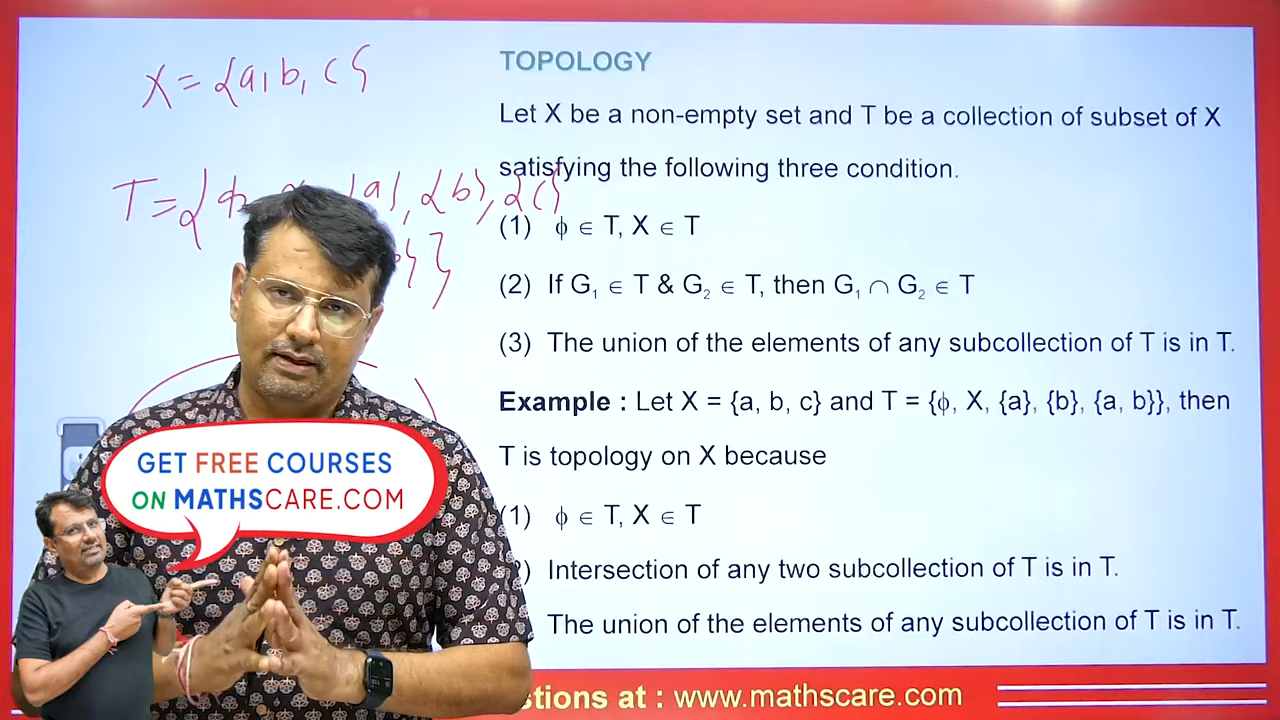 X = {a, b, c}
T = {ϕ, {a}, {b}, {c}
TOPOLOGY
Let X be a non-empty set and T be a collection of subset of X
satisfying the following three condition.
(1) ϕ ∈ T, X ∈ T
(2) If G₁ ∈ T & G₂ ∈ T, then G₁ ∩ G₂ ∈ T
(3) The union of the elements of any subcollection of T is in T.
Example : Let X = {a, b, c} and T = {ϕ, X, {a}, {b}, {a, b}}, then
T is topology on X because
(1) ϕ ∈ T, X ∈ T
Intersection of any two subcollection of T is in T.
The union of the elements of any subcollection of T is in T.
GET FREE COURSES
ON MATHSCARE.COM
at : www.mathscare.com